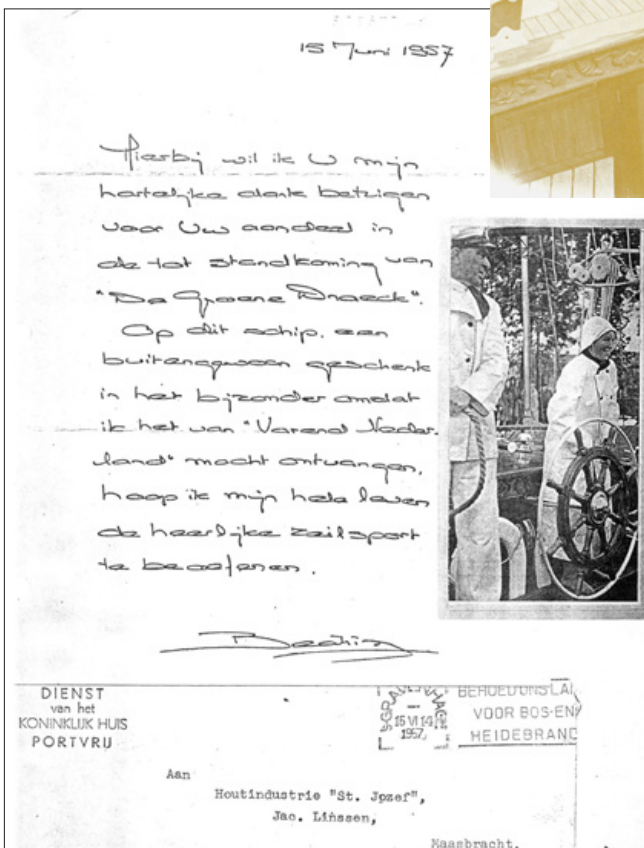 15 Juni 1957
Hierbij wil ik U mijn
hartelijke dank betuigen
voor Uw aandeel in
de tot standkoming van
"De Groene Draeck".
Op dit schip, een
buitengewoon geschenk
in het bijzonder omdat
ik het van "Varend Neder-
land" mocht ontvangen,
hoop ik mijn hele leven
de heerlijke zeilsport
te beoefenen.
Beatrix
DIENST
van het
KONINKLIJK HUIS
PORTVRIJ
15 VI 14
1957
BEHOED ONS LAN
VOOR BOS-EN
HEIDEBRAND
Aan
Houtindustrie "St. Jozef",
Jac. Linssen,
Maasbracht.